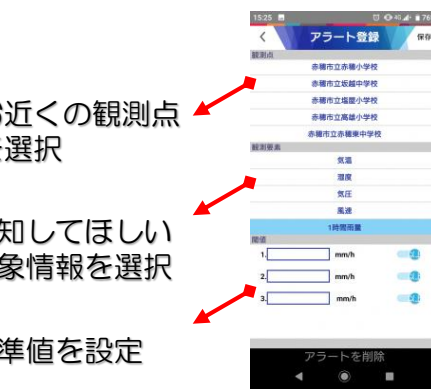 お近くの観測点
を選択
知してほしい
象情報を選択
準値を設定
15:25
4G 76
アラート登録
保存
観測点
赤穂市立赤穂小学校
赤穂市立坂越中学校
赤穂市立塩屋小学校
赤穂市立高雄小学校
赤穂市立赤穂東中学校
観測要素
気温
湿度
気圧
風速
1時間雨量
閾値
1. mm/h
2. mm/h
3. mm/h
アラートを削除